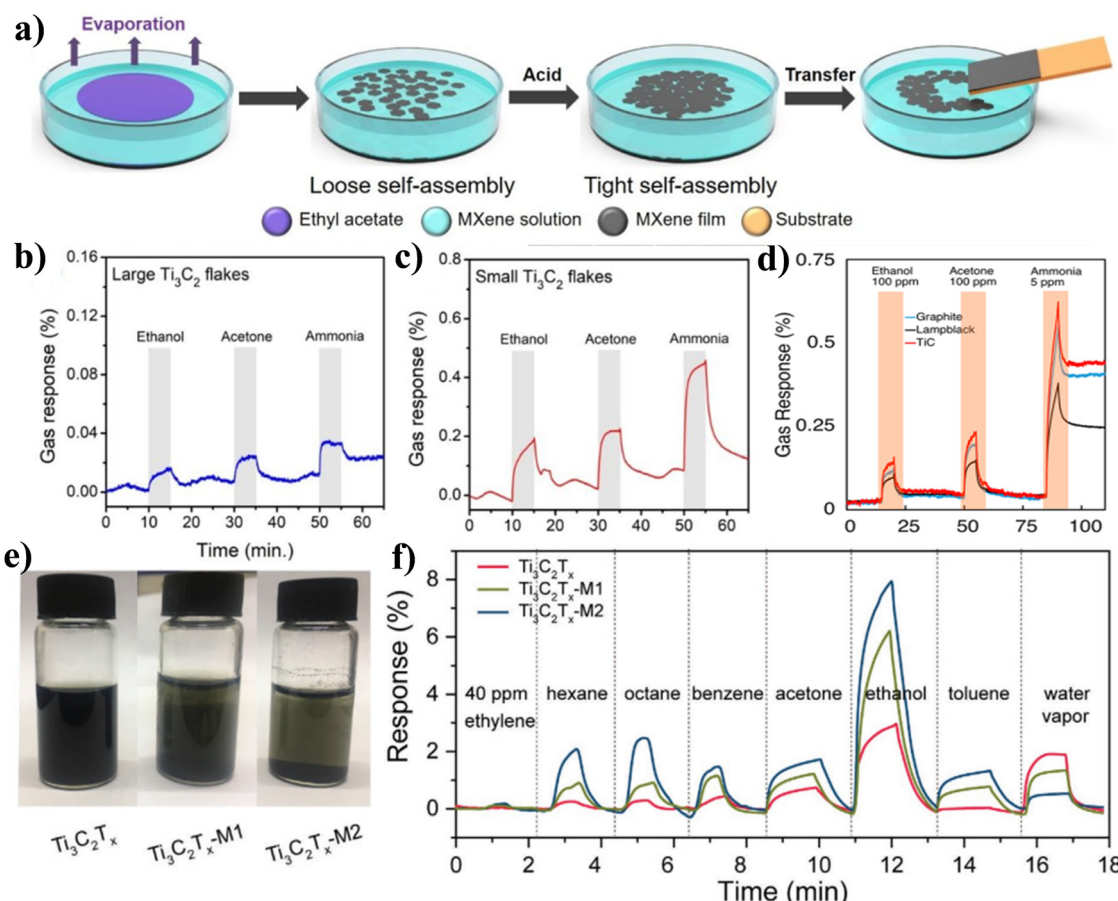 a)
Evaporation
Acid
Transfer
Loose self-assembly
Tight self-assembly
Ethyl acetate
MXene solution
MXene film
Substrate
b)
Large Ti₃C₂ flakes
Ethanol
Acetone
Ammonia
Gas response (%)
0.16
0.12
0.08
0.04
0.00
0 10 20 30 40 50 60
Time (min.)
c)
Small Ti₃C₂ flakes
Ethanol
Acetone
Ammonia
Gas response (%)
0.8
0.6
0.4
0.2
0.0
0 10 20 30 40 50 60
d)
Ethanol
100 ppm
Acetone
100 ppm
Ammonia
5 ppm
Graphite
Lampblack
TiC
Gas Response (%)
0.75
0.5
0.25
0
0 25 50 75 100
e)
Ti₃C₂Tₓ
Ti₃C₂Tₓ-M1
Ti₃C₂Tₓ-M2
f)
Ti₃C₂Tₓ
Ti₃C₂Tₓ-M1
Ti₃C₂Tₓ-M2
40 ppm
ethylene
hexane
octane
benzene
acetone
ethanol
toluene
water
vapor
Response (%)
8
6
4
2
0
0 2 4 6 8 10 12 14 16 18
Time (min)